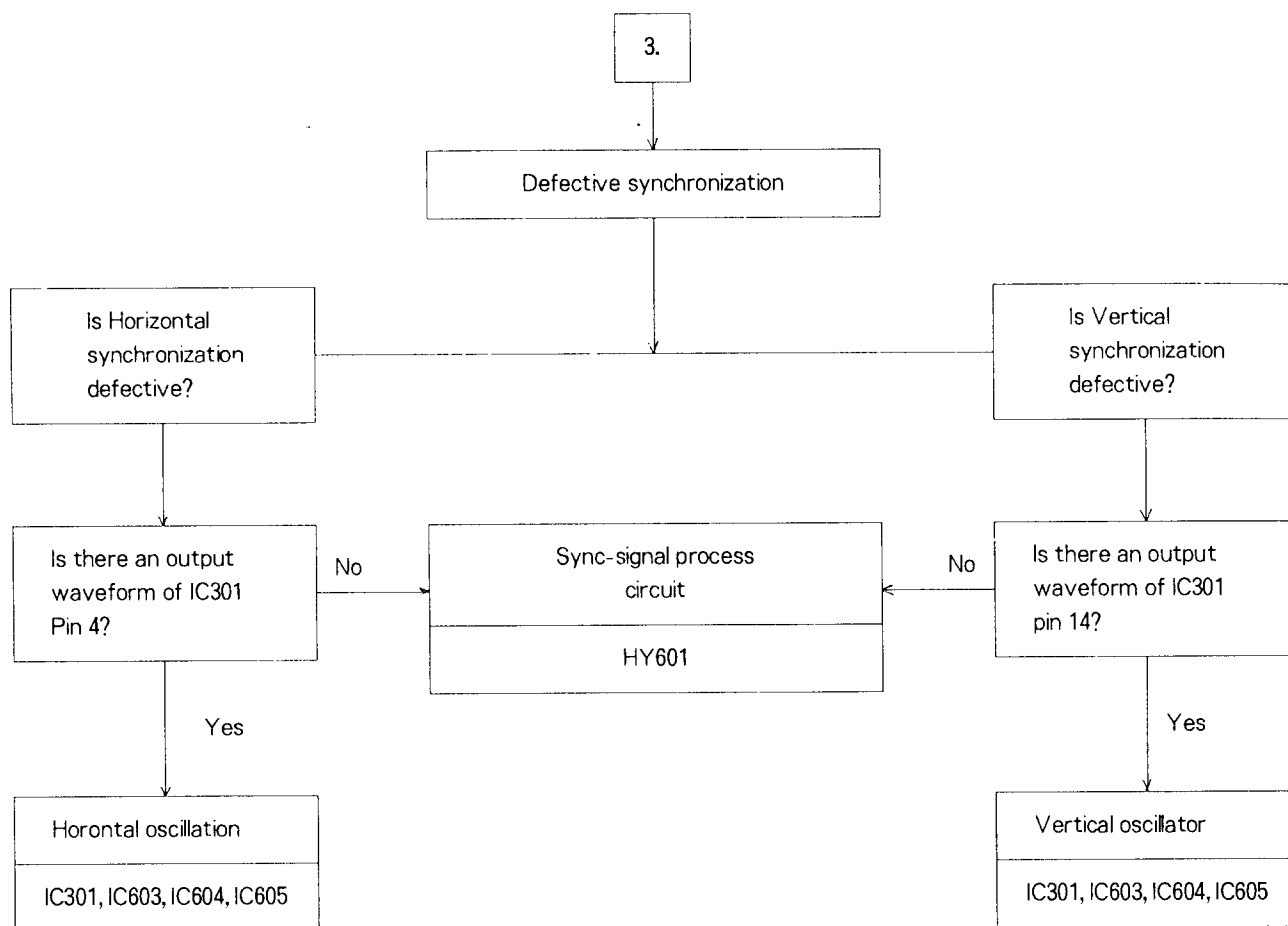 3.
Defective synchronization
Is Horizontal
synchronization
defective?
Is Vertical
synchronization
defective?
Is there an output
waveform of IC301
Pin 4?
No
Sync-signal process
circuit
HY601
No
Is there an output
waveform of IC301
pin 14?
Yes
Yes
Horontal oscillation
IC301, IC603, IC604, IC605
Vertical oscillator
IC301, IC603, IC604, IC605